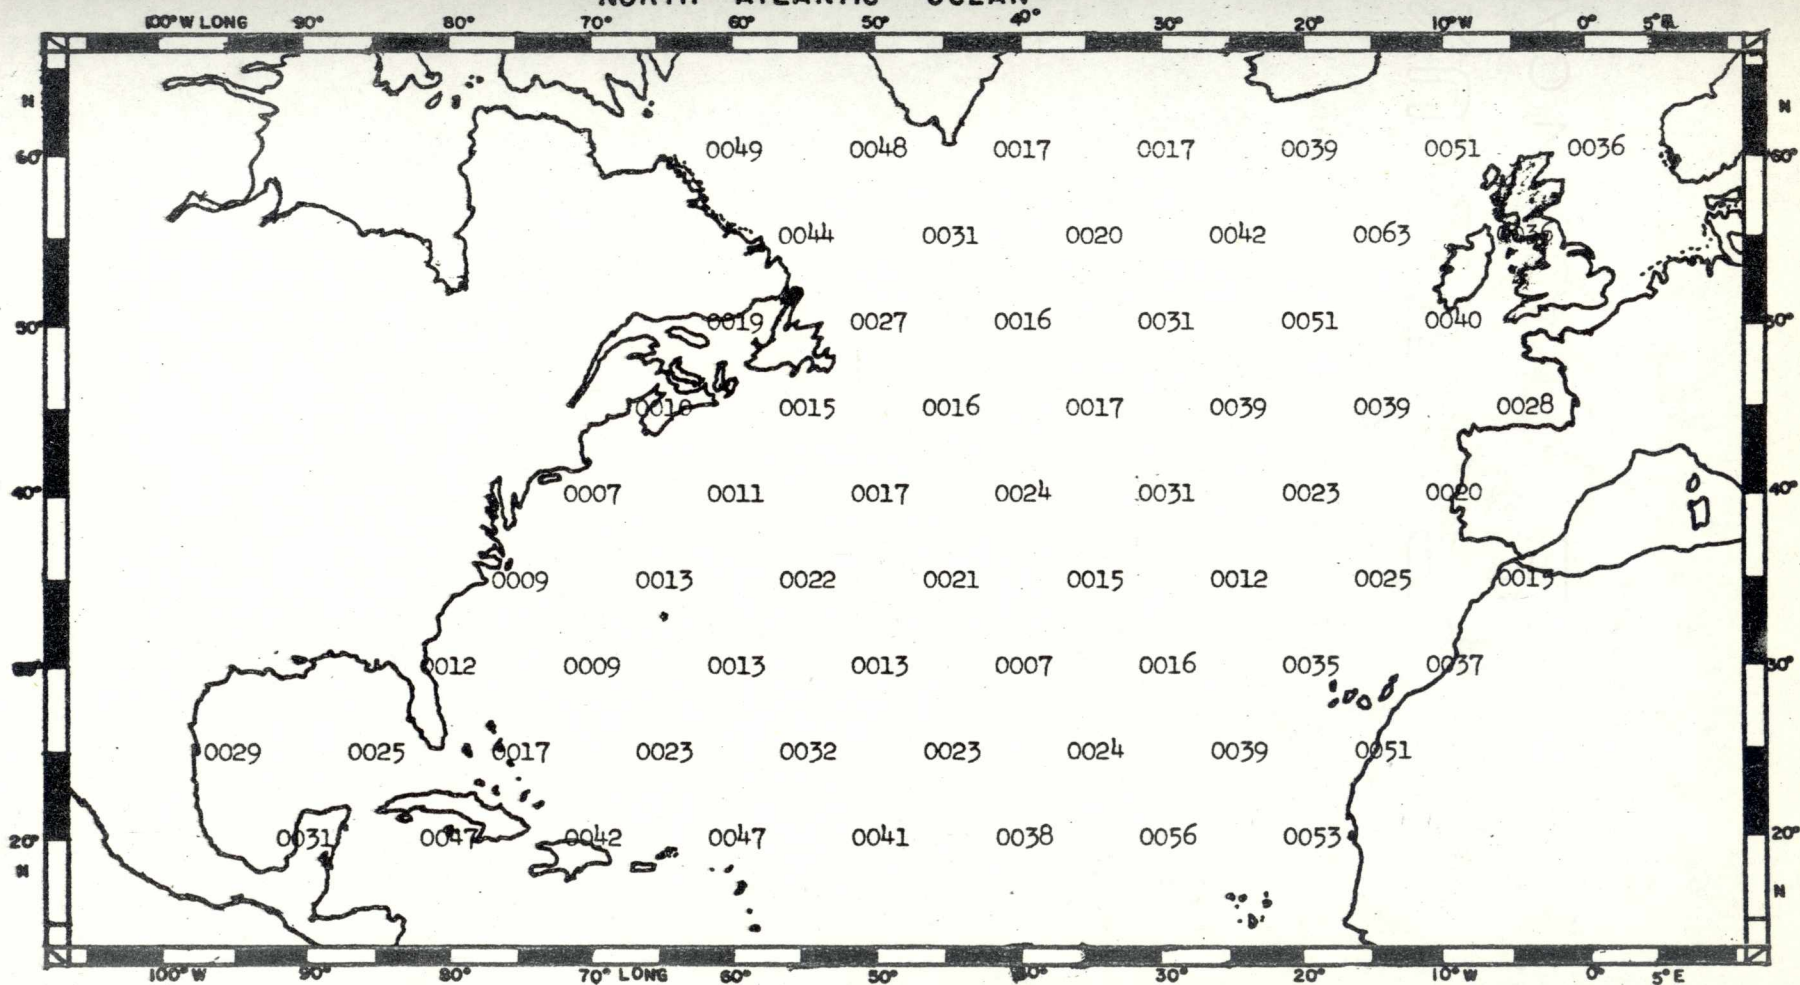 NORTH ATLANTIC OCEAN
100° W LONG 90° 80° 70° 60° 50° 40° 30° 20° 10°W 0° 5°E
N N
60° 0049 0048 0017 0017 0039 0051 0036 60°
0044 0031 0020 0042 0063
50° 0019 0027 0016 0031 0051 0040 50°
0010 0015 0016 0017 0039 0039 0028
40° 0007 0011 0017 0024 0031 0023 0020 40°
0009 0013 0022 0021 0015 0012 0025 0015
30° 0012 0009 0013 0013 0007 0016 0035 0037 30°
0029 0025 0017 0023 0032 0023 0024 0039 0051
20° 0031 0047 0042 0047 0041 0038 0056 0053 20°
N N
100° W 90° 80° 70° LONG 60° 50° 40° 30° 20° 10° W 0° 5° E